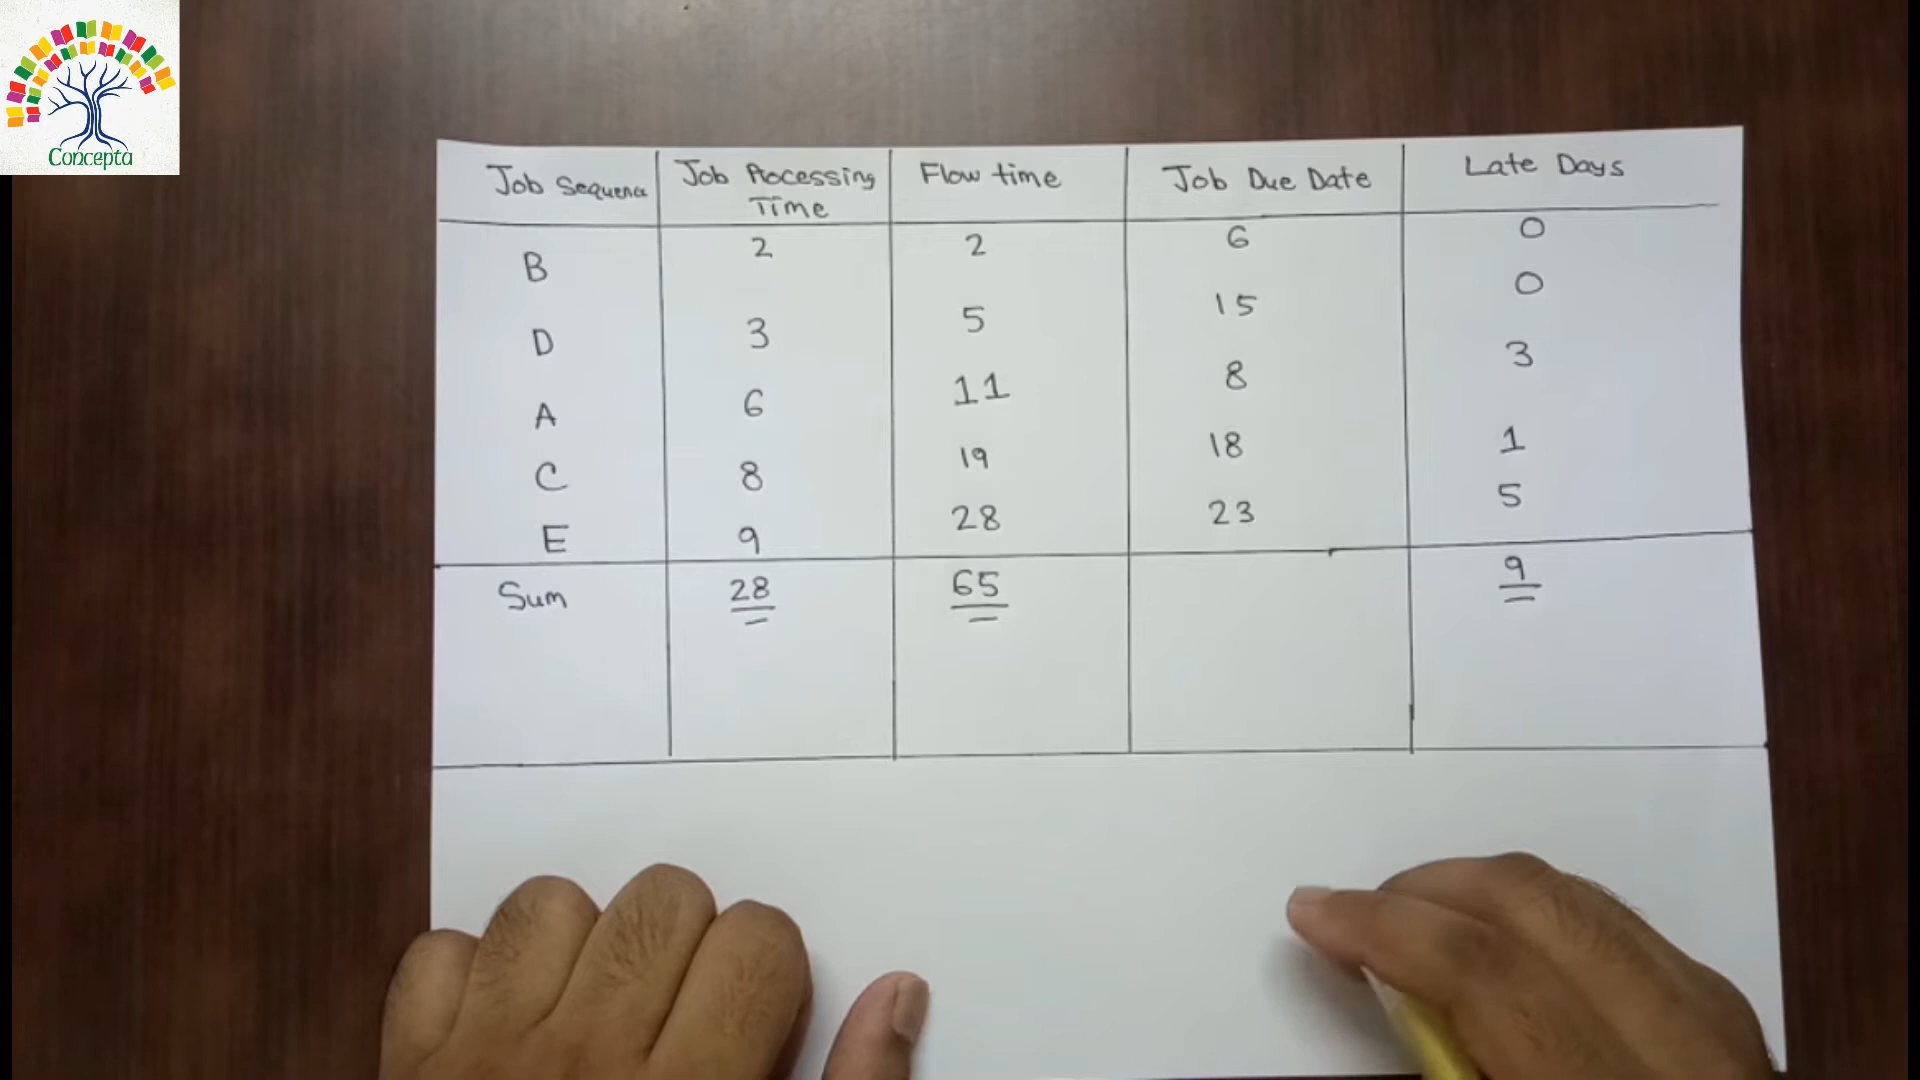 Concepta
Job Sequence Job Processing Time Flow time Job Due Date Late Days
B 2 2 6 0
D 3 5 15 0
A 6 11 8 3
C 8 19 18 1
E 9 28 23 5
Sum 28 65 9